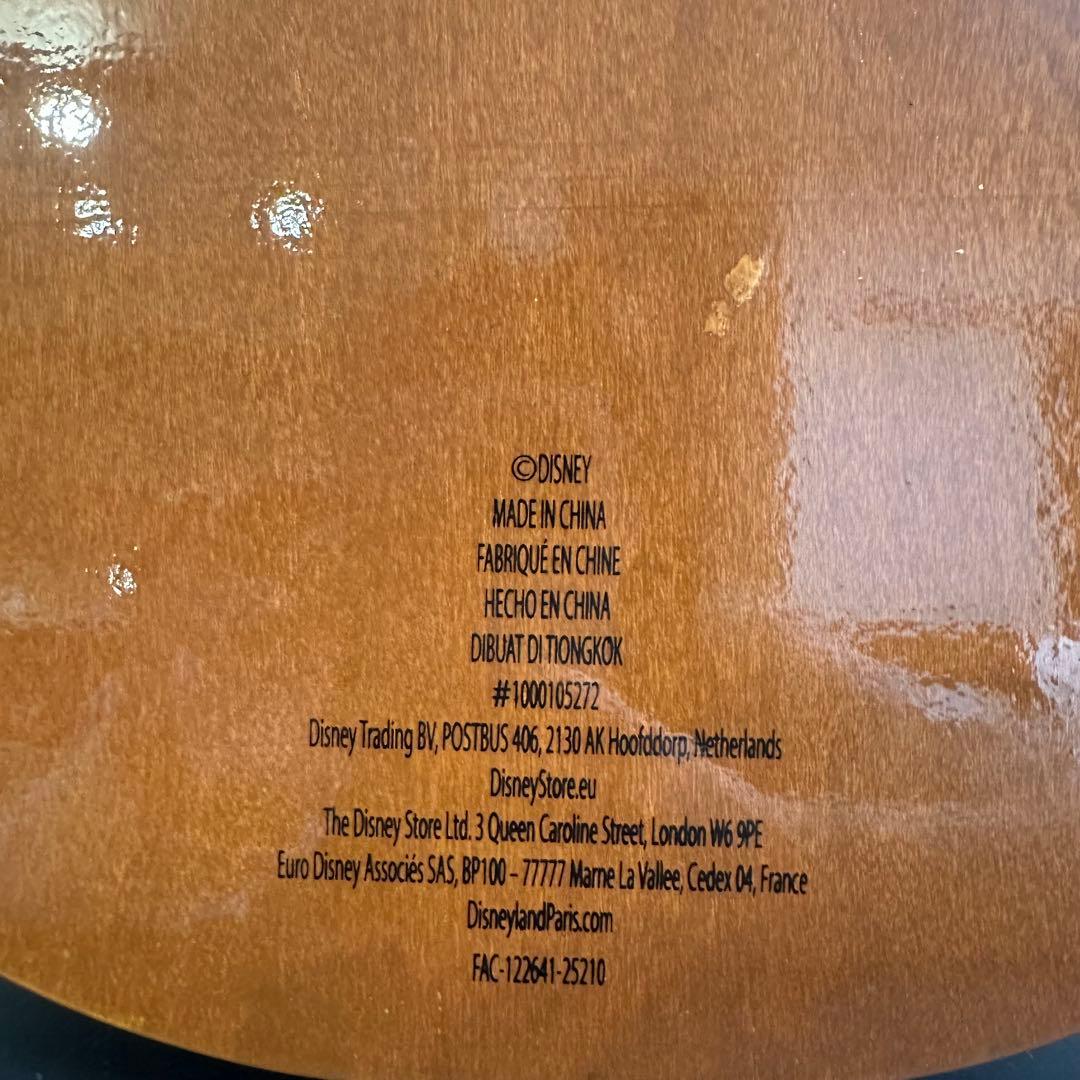 ©DISNEY
MADE IN CHINA
FABRIQUÉ EN CHINE
HECHO EN CHINA
DIBUAT DI TIONGKOK
#1000105272
Disney Trading BV, POSTBUS 406, 2130 AK Hoofddorp, Netherlands
DisneyStore.eu
The Disney Store Ltd. 3 Queen Caroline Street, London W6 9PE
Euro Disney Associés SAS, BP100 – 77777 Marne La Vallee, Cedex 04, France
DisneylandParis.com
FAC-122641-25210